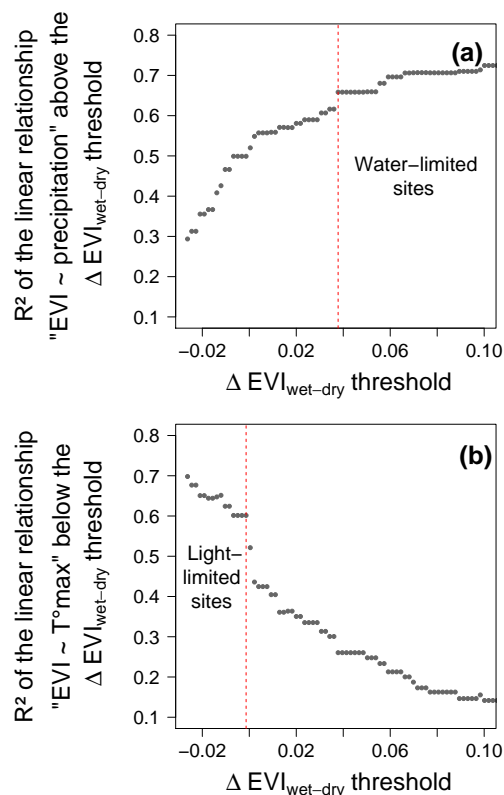 R² of the linear relationship
"EVI ~ precipitation" above the
Δ EVIwet−dry threshold
0.8
0.7
0.6
0.5
0.4
0.3
0.2
0.1
(a)
Water−limited
sites
−0.02
0.02
0.06
0.10
Δ EVIwet−dry threshold
R² of the linear relationship
"EVI ~ T°max" below the
Δ EVIwet−dry threshold
0.8
0.7
0.6
0.5
0.4
0.3
0.2
0.1
(b)
Light−
limited
sites
−0.02
0.02
0.06
0.10
Δ EVIwet−dry threshold